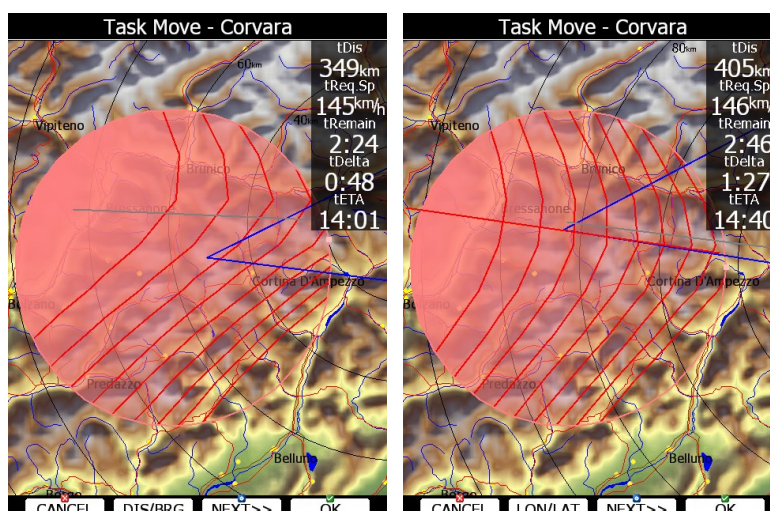 Task Move - Corvara
tDis
349km
tReq.Sp
145km/h
tRemain
2:24
tDelta
0:48
tETA
14:01
60km
40km
Vipiteno
Brunico
Bressanone
Cortina D'Ampezzo
Bolzano
Predazzo
Belluno
CANCEL
DIS/BRG
NEXT>>
OK
Task Move - Corvara
tDis
405km
tReq.Sp
146km/h
tRemain
2:46
tDelta
1:27
tETA
14:40
80km
Vipiteno
Brunico
Bressanone
Cortina D'Ampezzo
Predazzo
Belluno
CANCEL
LON/LAT
NEXT>>
OK